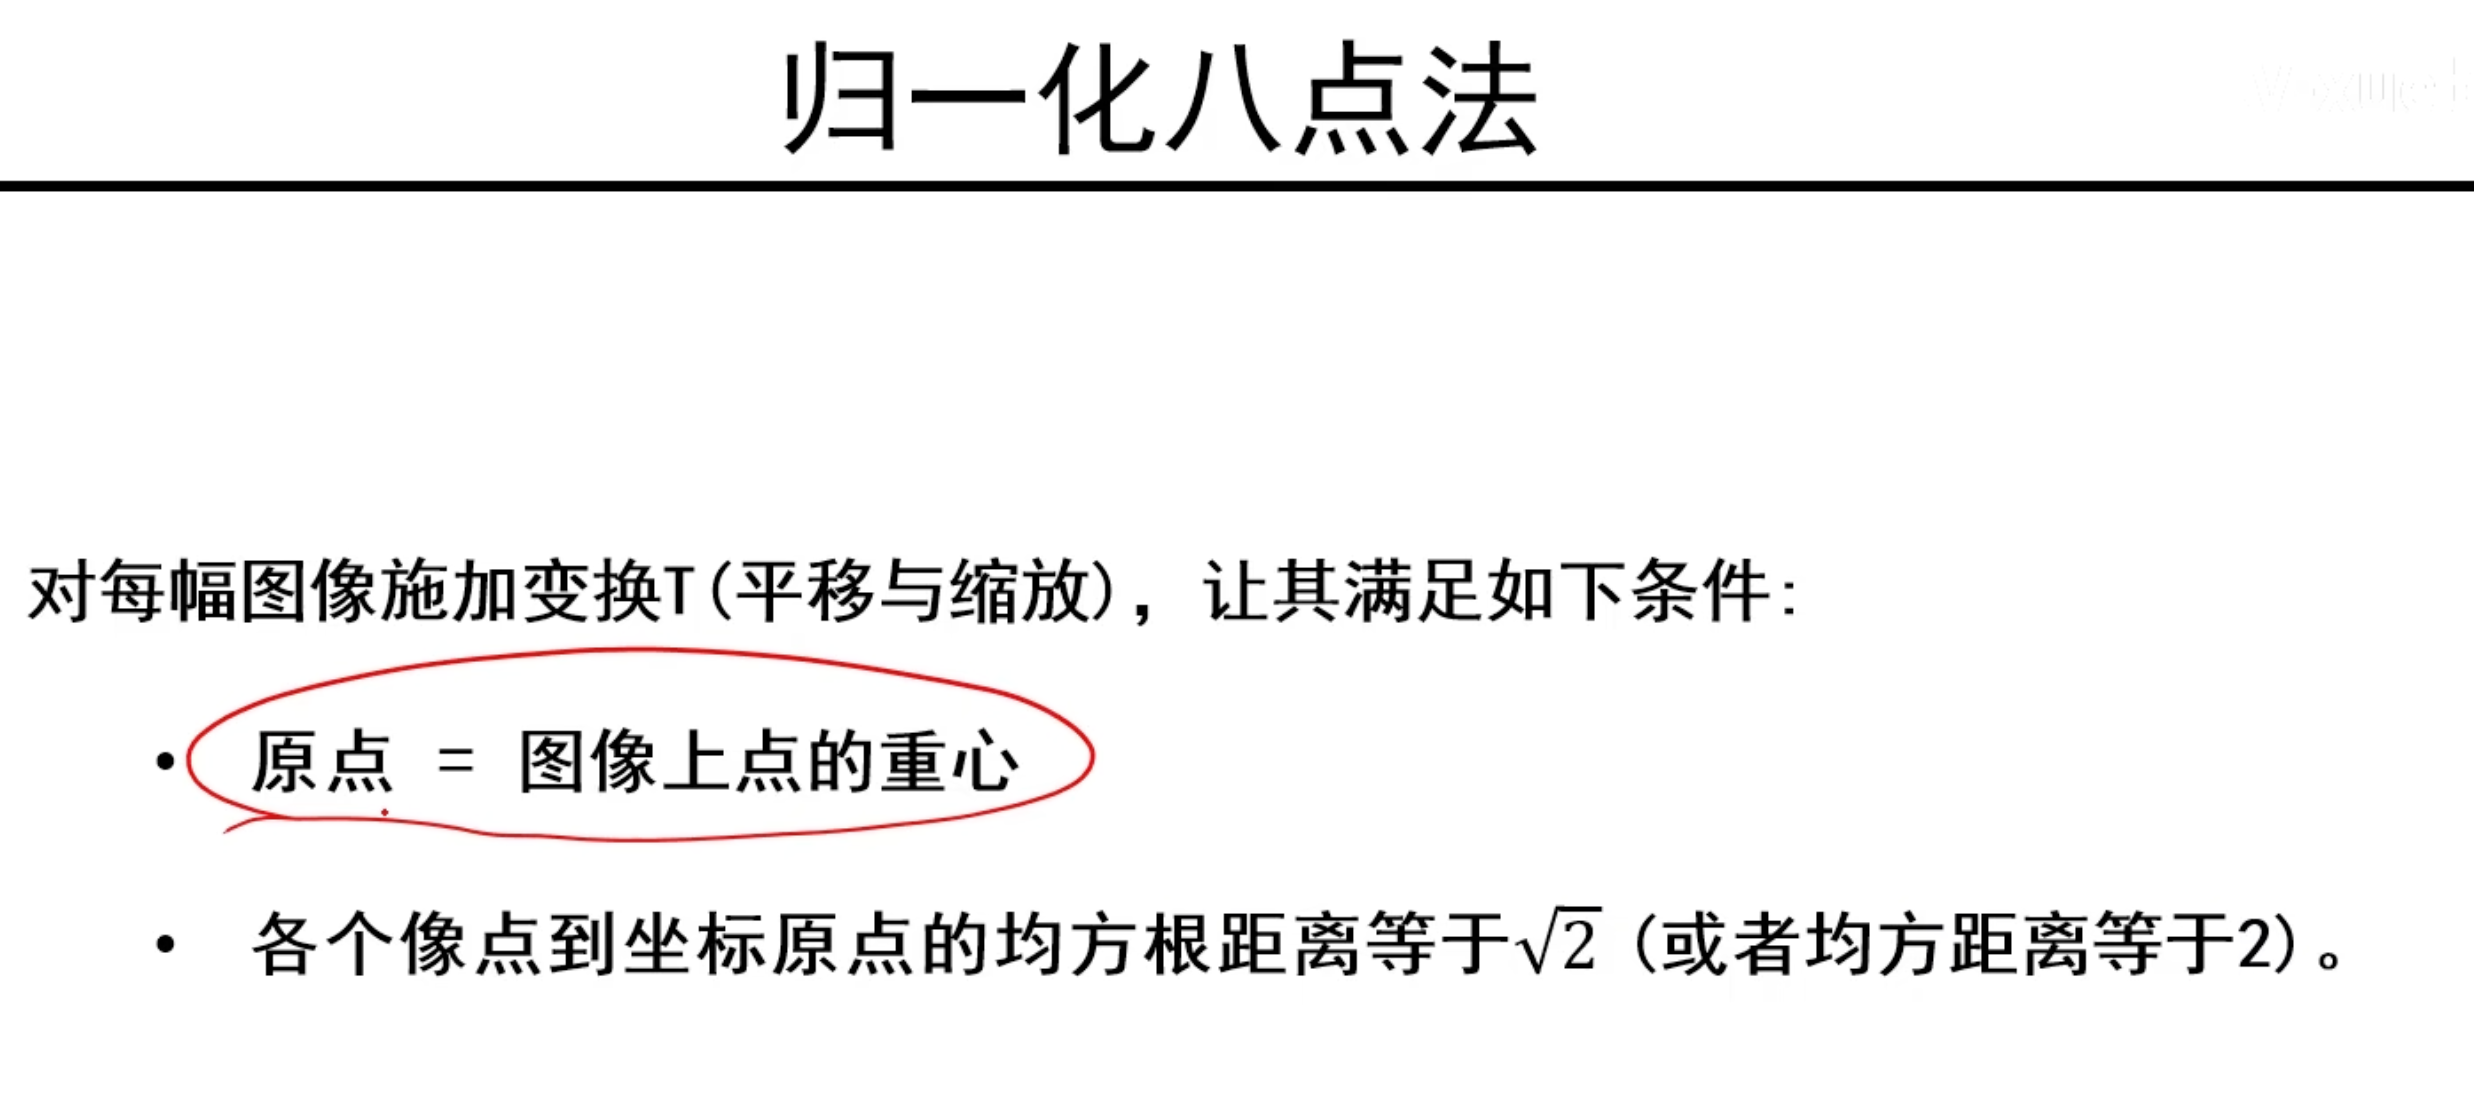 归一化八点法
对每幅图像施加变换T(平移与缩放)，让其满足如下条件:
• 原点 = 图像上点的重心
• 各个像点到坐标原点的均方根距离等于√2 (或者均方距离等于2)。